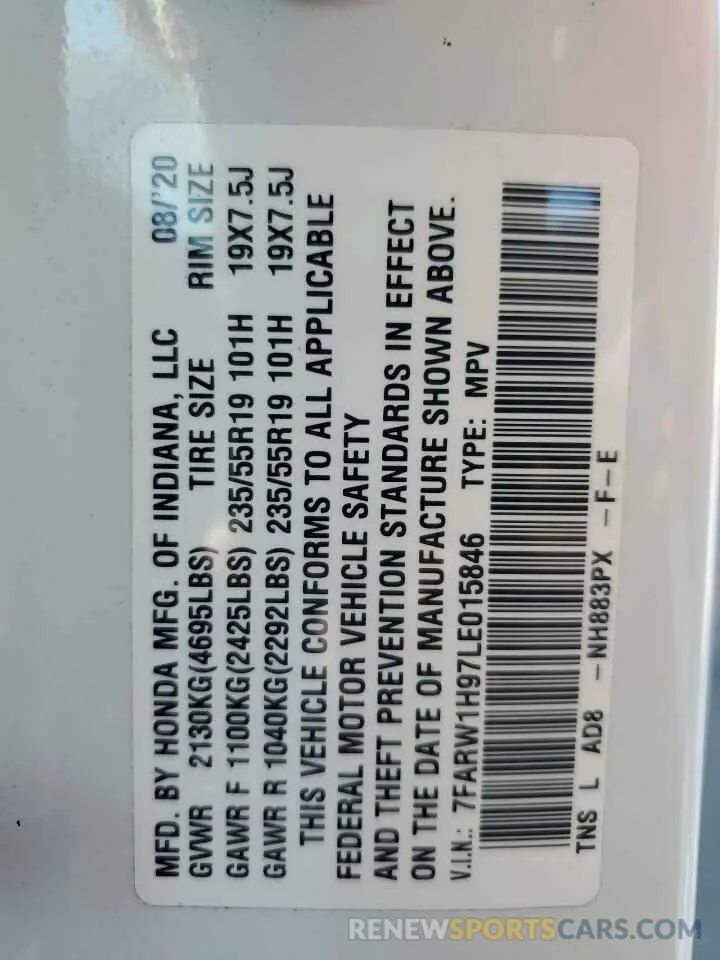 MFD. BY HONDA MFG. OF INDIANA, LLC 08/'20
GVWR 2130KG(4695LBS) TIRE SIZE RIM SIZE
GAWR F 1100KG(2425LBS) 235/55R19 101H 19X7.5J
GAWR R 1040KG(2292LBS) 235/55R19 101H 19X7.5J
THIS VEHICLE CONFORMS TO ALL APPLICABLE
FEDERAL MOTOR VEHICLE SAFETY
AND THEFT PREVENTION STANDARDS IN EFFECT
ON THE DATE OF MANUFACTURE SHOWN ABOVE.
V.I.N.: 7FARW1H97LE015846 TYPE: MPV
TNS L AD8 -NH883PX -F-E
RENEWSPORTSCARS.COM